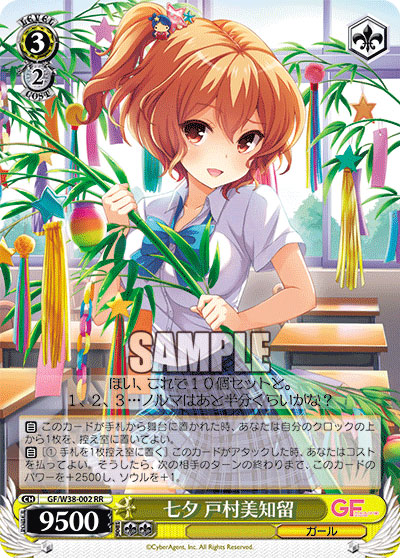 LEVEL
3
2
COST
SAMPLE
ほい、これで１０個セットと。
１、２、３…ノルマはあと半分くらいかな？
自 このカードが手札から舞台に置かれた時、あなたは自分のクロックの上から1枚を、控え室に置いてよい。
自 ［① 手札を1枚控え室に置く］ このカードがアタックした時、あなたはコストを払ってよい。そうしたら、次の相手のターンの終わりまで、このカードのパワーを+2500し、ソウルを+1。
CH
GF/W38-002 RR
9500
七夕 戸村美知留
GF
ガール
©CyberAgent, Inc. All Rights Reserved.